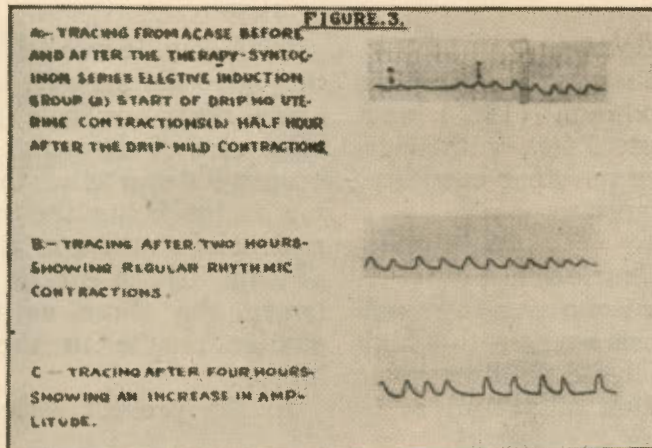 FIGURE.3.
A:- TRACING FROM A CASE BEFORE
AND AFTER THE THERAPY-SYNTOC-
INON SERIES ELECTIVE INDUCTION
GROUP (a) START OF DRIP NO UTE-
RINE CONTRACTIONS (b) HALF HOUR
AFTER THE DRIP-MILD CONTRACTIONS
B - TRACING AFTER TWO HOURS-
SHOWING REGULAR RHYTHMIC
CONTRACTIONS.
C - TRACING AFTER FOUR HOURS-
SHOWING AN INCREASE IN AMP-
LITUDE.